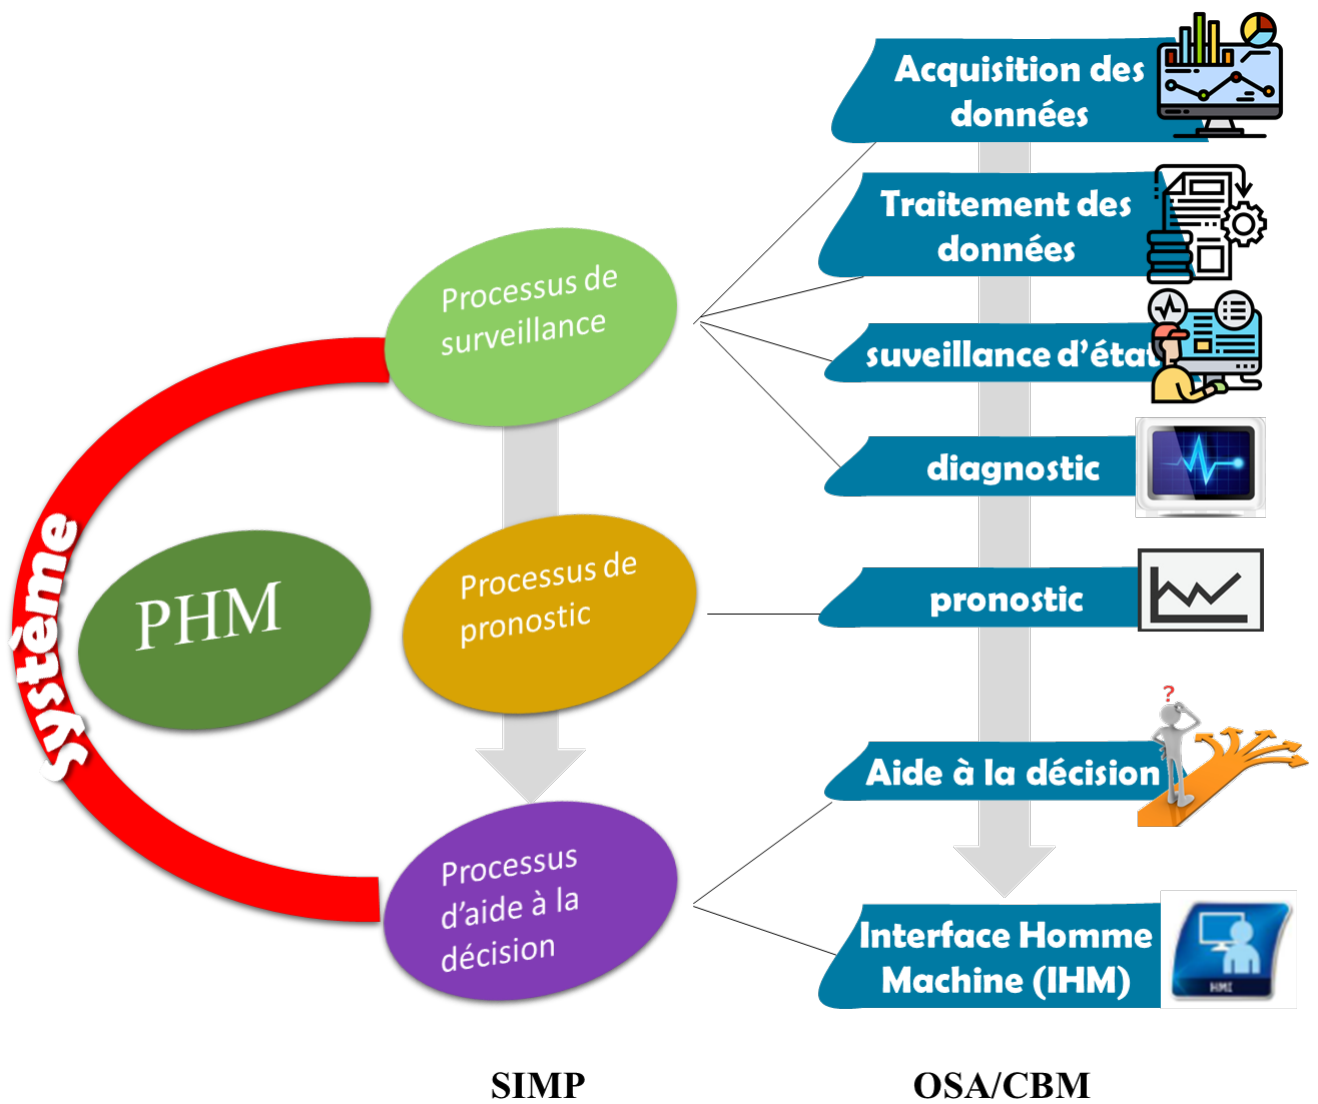 Acquisition des
données
Traitement des
données
suveillance d'état
diagnostic
pronostic
?
Aide à la décision
Interface Homme
Machine (IHM)
HMI
Processus de
surveillance
Processus de
pronostic
Processus
d'aide à la
décision
PHM
système
SIMP
OSA/CBM